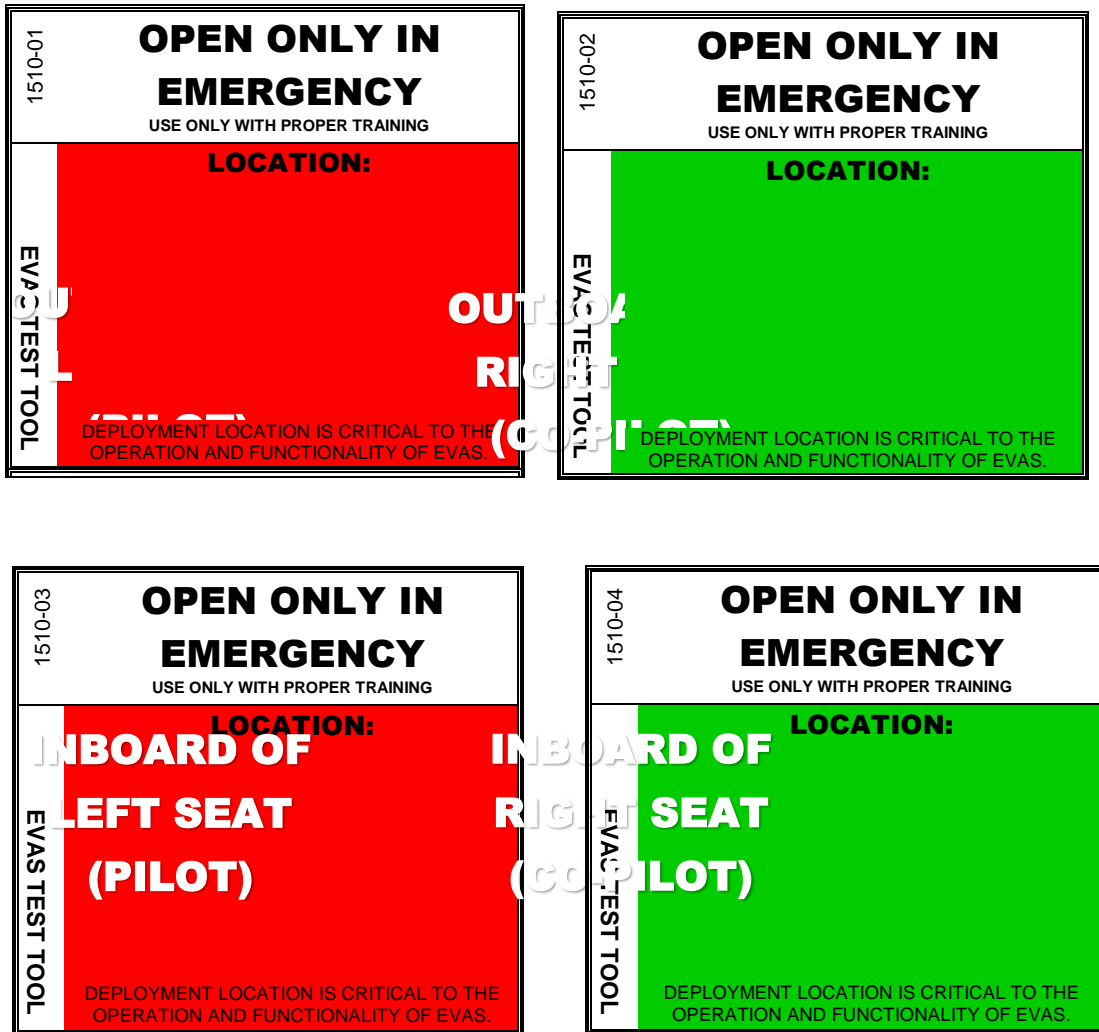 1510-01
OPEN ONLY IN
EMERGENCY
USE ONLY WITH PROPER TRAINING
LOCATION:
EVAS TEST TOOL
(PILOT)
DEPLOYMENT LOCATION IS CRITICAL TO THE
OPERATION AND FUNCTIONALITY OF EVAS.
1510-02
OPEN ONLY IN
EMERGENCY
USE ONLY WITH PROPER TRAINING
LOCATION:
EVAS TEST TOOL
RIGHT
(CO-PILOT)
DEPLOYMENT LOCATION IS CRITICAL TO THE
OPERATION AND FUNCTIONALITY OF EVAS.
1510-03
OPEN ONLY IN
EMERGENCY
USE ONLY WITH PROPER TRAINING
LOCATION:
INBOARD OF
LEFT SEAT
(PILOT)
EVAS TEST TOOL
DEPLOYMENT LOCATION IS CRITICAL TO THE
OPERATION AND FUNCTIONALITY OF EVAS.
1510-04
OPEN ONLY IN
EMERGENCY
USE ONLY WITH PROPER TRAINING
LOCATION:
INBOARD OF
RIGHT SEAT
(CO-PILOT)
EVAS TEST TOOL
DEPLOYMENT LOCATION IS CRITICAL TO THE
OPERATION AND FUNCTIONALITY OF EVAS.